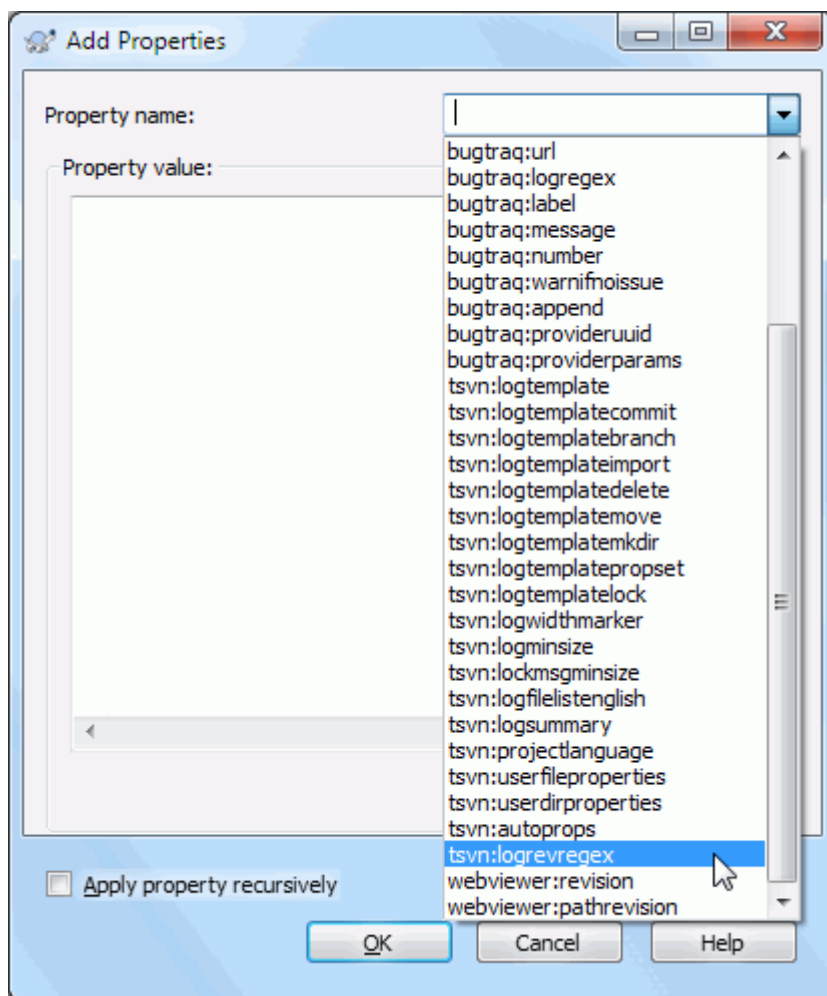 Add Properties
Property name:
Property value:
bugtraq:url
bugtraq:logregex
bugtraq:label
bugtraq:message
bugtraq:number
bugtraq:warnifnoissue
bugtraq:append
bugtraq:provideruuid
bugtraq:providerparams
tsvn:logtemplate
tsvn:logtemplatecommit
tsvn:logtemplatebranch
tsvn:logtemplateimport
tsvn:logtemplatedelete
tsvn:logtemplatemove
tsvn:logtemplatemkdir
tsvn:logtemplatepropset
tsvn:logtemplatelock
tsvn:logwidthmarker
tsvn:logminsize
tsvn:lockmsgminsize
tsvn:logfilelistenglish
tsvn:logsummary
tsvn:projectlanguage
tsvn:userfileproperties
tsvn:userdirproperties
tsvn:autoprops
tsvn:logrevregex
webviewer:revision
webviewer:pathrevision
Apply property recursively
OK Cancel Help